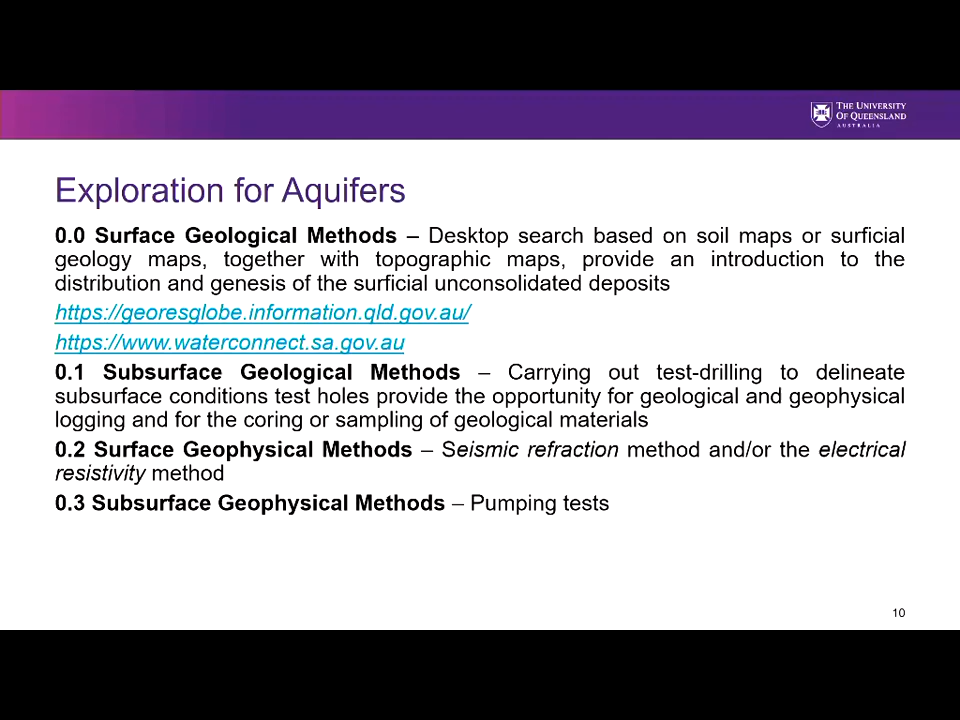 THE UNIVERSITY
OF QUEENSLAND
AUSTRALIA
Exploration for Aquifers
0.0 Surface Geological Methods – Desktop search based on soil maps or surficial
geology maps, together with topographic maps, provide an introduction to the
distribution and genesis of the surficial unconsolidated deposits
https://georesglobe.information.qld.gov.au/
https://www.waterconnect.sa.gov.au
0.1 Subsurface Geological Methods – Carrying out test-drilling to delineate
subsurface conditions test holes provide the opportunity for geological and geophysical
logging and for the coring or sampling of geological materials
0.2 Surface Geophysical Methods – Seismic refraction method and/or the electrical
resistivity method
0.3 Subsurface Geophysical Methods – Pumping tests
10